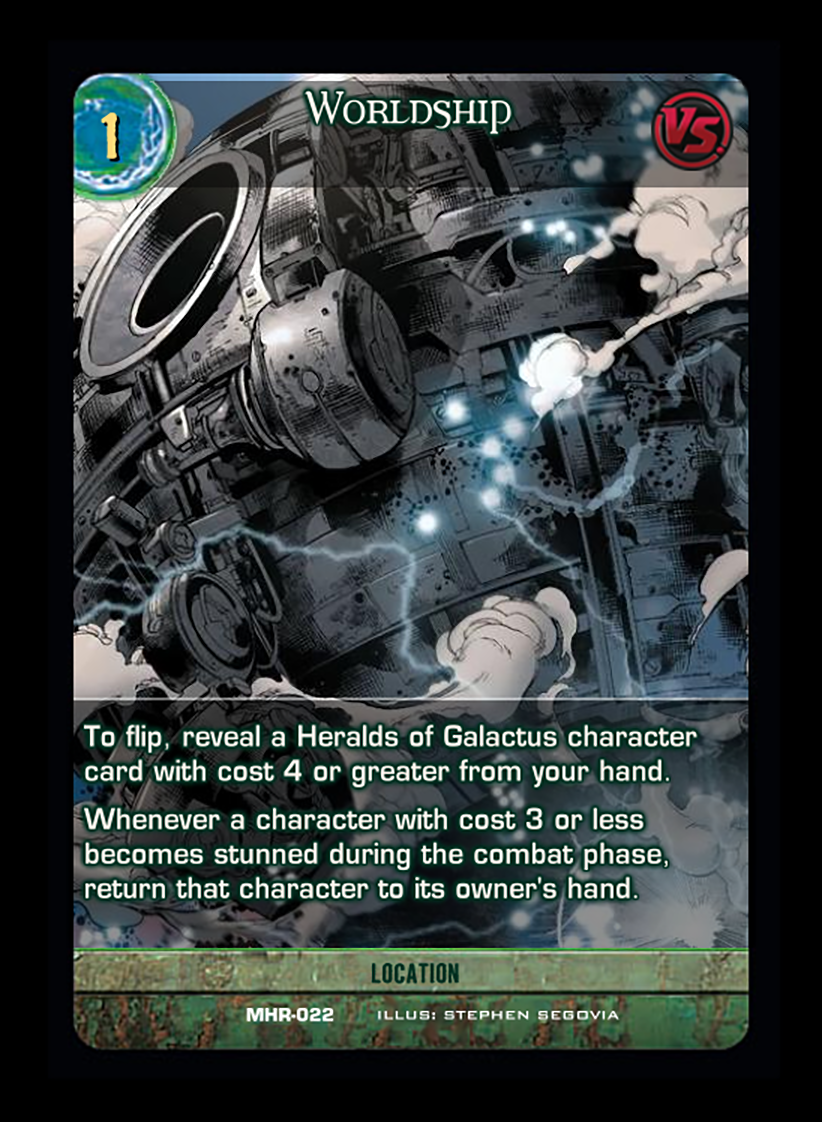 1
WORLDSHIP
VS.
To flip, reveal a Heralds of Galactus character
card with cost 4 or greater from your hand.
Whenever a character with cost 3 or less
becomes stunned during the combat phase,
return that character to its owner's hand.
LOCATION
MHR-022 ILLUS: STEPHEN SEGOVIA